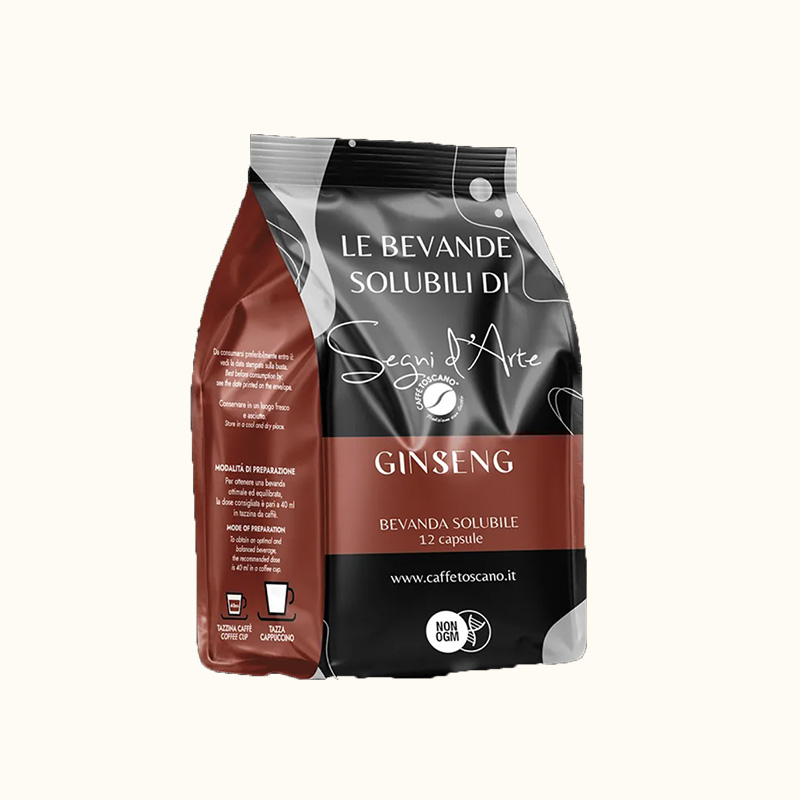 LE BEVANDE
SOLUBILI DI
Segni d'Arte
CAFFÈ TOSCANO
GINSENG
BEVANDA SOLUBILE
12 capsule
www.caffetoscano.it
NON
OGM
Da consumarsi preferibilmente entro il:
vedi la data stampata sulla busta.
Best before consumption by:
see the date printed on the envelope.
Conservare in un luogo fresco
e asciutto.
Store in a cool and dry place.
MODALITÀ DI PREPARAZIONE
Per ottenere una bevanda
ottimale ed equilibrata,
la dose consigliata è pari a 40 ml
in tazzina da caffè.
MODE OF PREPARATION
To obtain an optimal and
balanced beverage,
the recommended dose
is 40 ml in a coffee cup.
40ml
TAZZINA CAFFÈ
COFFEE CUP
TAZZA
CAPPUCCINO